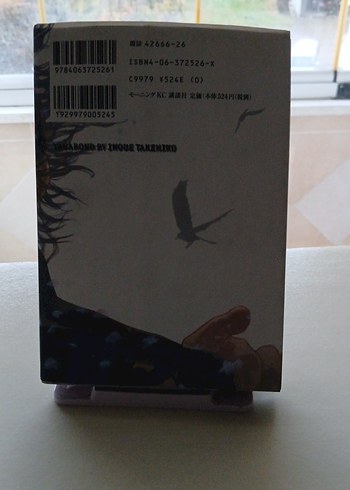 雑誌 42666-26
ISBN4-06-372526-X
9784063725261
C9979 ¥524E (0)
モーニングKC 講談社 定価:本体524円(税別)
1929979005245
VAGABOND BY INOUE TAKEHIKO